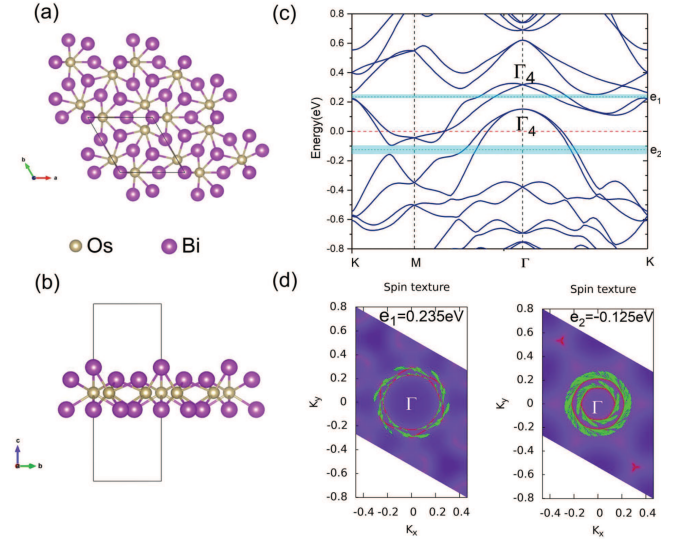 (a)
b
a
Os
Bi
(b)
c
b
(c)
Energy(eV)
0.8
0.6
0.4
0.2
0.0
-0.2
-0.4
-0.6
-0.8
Γ4
Γ4
e1
e2
K
M
Γ
K
(d)
Spin texture
e1=0.235eV
Ky
0.8
0.6
0.4
0.2
0
-0.2
-0.4
-0.6
-0.8
Γ
-0.4
-0.2
0
0.2
0.4
Kx
Spin texture
e2=-0.125eV
Ky
0.8
0.6
0.4
0.2
0
-0.2
-0.4
-0.6
-0.8
Γ
-0.4
-0.2
0
0.2
0.4
Kx